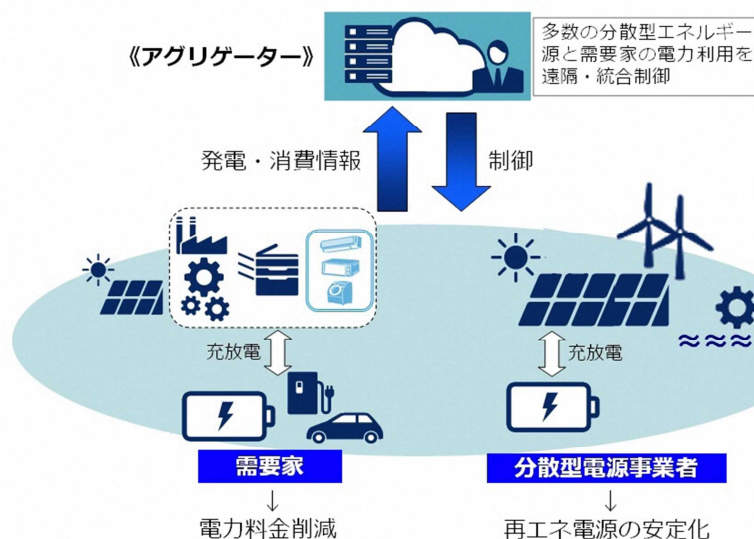 《アグリゲーター》
多数の分散型エネルギー
源と需要家の電力利用を
遠隔・統合制御
発電・消費情報
制御
充放電
充放電
需要家
分散型電源事業者
↓
↓
電力料金削減
再エネ電源の安定化